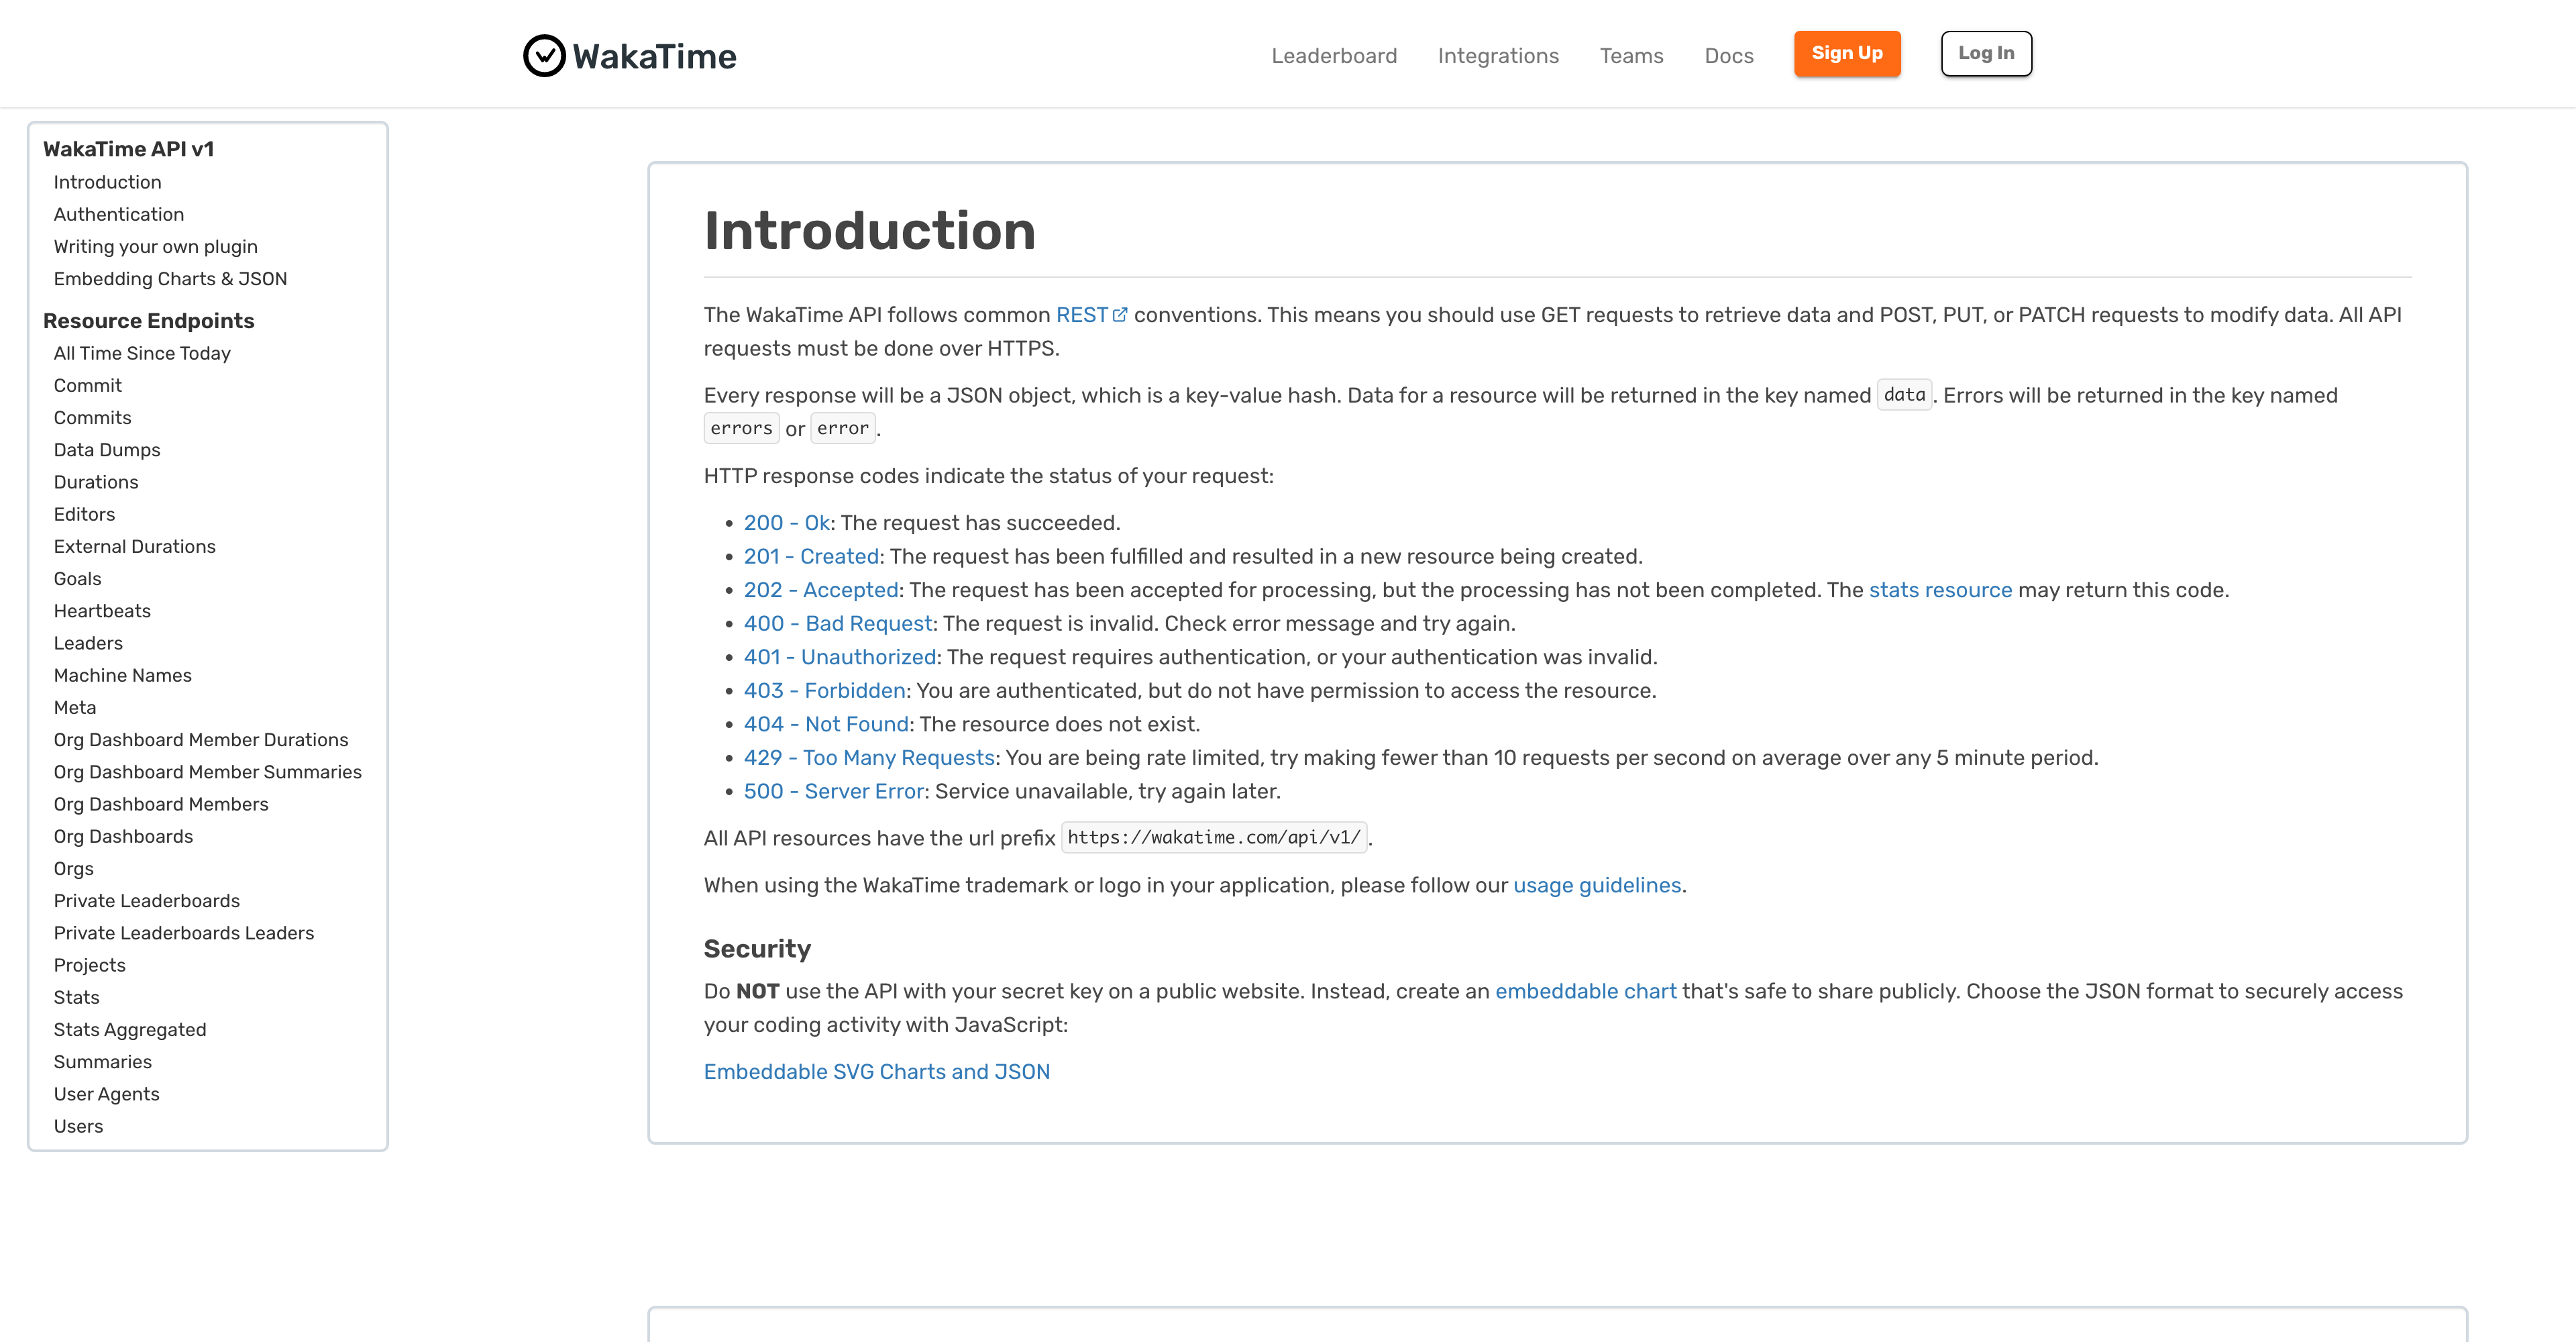 WakaTime
Leaderboard
Integrations
Teams
Docs
Sign Up
Log In
WakaTime API v1
Introduction
Authentication
Writing your own plugin
Embedding Charts & JSON
Resource Endpoints
All Time Since Today
Commit
Commits
Data Dumps
Durations
Editors
External Durations
Goals
Heartbeats
Leaders
Machine Names
Meta
Org Dashboard Member Durations
Org Dashboard Member Summaries
Org Dashboard Members
Org Dashboards
Orgs
Private Leaderboards
Private Leaderboards Leaders
Projects
Stats
Stats Aggregated
Summaries
User Agents
Users
Introduction
The WakaTime API follows common REST conventions. This means you should use GET requests to retrieve data and POST, PUT, or PATCH requests to modify data. All API
requests must be done over HTTPS.
Every response will be a JSON object, which is a key-value hash. Data for a resource will be returned in the key named data. Errors will be returned in the key named
errors or error.
HTTP response codes indicate the status of your request:
• 200 - Ok: The request has succeeded.
• 201 - Created: The request has been fulfilled and resulted in a new resource being created.
• 202 - Accepted: The request has been accepted for processing, but the processing has not been completed. The stats resource may return this code.
• 400 - Bad Request: The request is invalid. Check error message and try again.
• 401 - Unauthorized: The request requires authentication, or your authentication was invalid.
• 403 - Forbidden: You are authenticated, but do not have permission to access the resource.
• 404 - Not Found: The resource does not exist.
• 429 - Too Many Requests: You are being rate limited, try making fewer than 10 requests per second on average over any 5 minute period.
• 500 - Server Error: Service unavailable, try again later.
All API resources have the url prefix https://wakatime.com/api/v1/.
When using the WakaTime trademark or logo in your application, please follow our usage guidelines.
Security
Do NOT use the API with your secret key on a public website. Instead, create an embeddable chart that's safe to share publicly. Choose the JSON format to securely access
your coding activity with JavaScript:
Embeddable SVG Charts and JSON